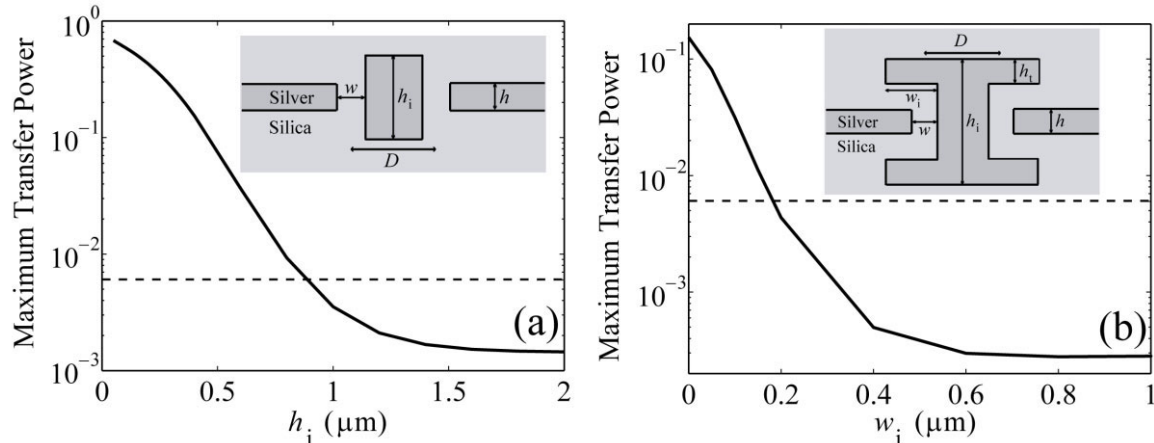 Maximum Transfer Power
10^0
10^-1
10^-2
10^-3
0
0.5
1
1.5
2
h_i (μm)
Silver
Silica
w
h_i
h
D
(a)
Maximum Transfer Power
10^-1
10^-2
10^-3
0
0.2
0.4
0.6
0.8
1
w_i (μm)
D
h_t
w_i
Silver
Silica
w
h_i
h
(b)